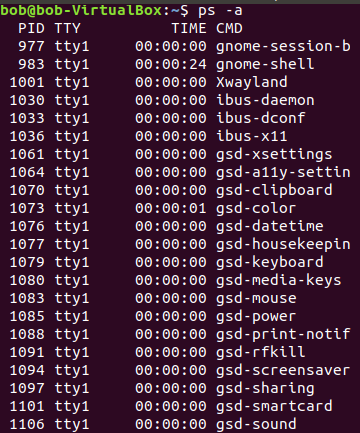 bob@bob-VirtualBox:~$ ps -a
PID TTY TIME CMD
977 tty1 00:00:00 gnome-session-b
983 tty1 00:00:24 gnome-shell
1001 tty1 00:00:00 Xwayland
1030 tty1 00:00:00 ibus-daemon
1033 tty1 00:00:00 ibus-dconf
1036 tty1 00:00:00 ibus-x11
1061 tty1 00:00:00 gsd-xsettings
1064 tty1 00:00:00 gsd-a11y-settin
1070 tty1 00:00:00 gsd-clipboard
1073 tty1 00:00:01 gsd-color
1076 tty1 00:00:00 gsd-datetime
1077 tty1 00:00:00 gsd-housekeepin
1079 tty1 00:00:00 gsd-keyboard
1080 tty1 00:00:00 gsd-media-keys
1083 tty1 00:00:00 gsd-mouse
1085 tty1 00:00:00 gsd-power
1088 tty1 00:00:00 gsd-print-notif
1091 tty1 00:00:00 gsd-rfkill
1094 tty1 00:00:00 gsd-screensaver
1097 tty1 00:00:00 gsd-sharing
1101 tty1 00:00:00 gsd-smartcard
1106 tty1 00:00:00 gsd-sound